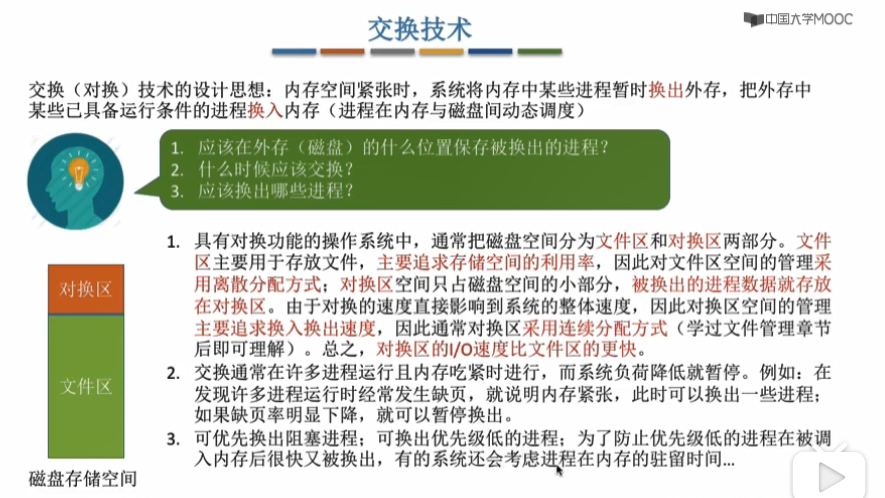 交换技术
中国大学MOOC
交换（对换）技术的设计思想：内存空间紧张时，系统将内存中某些进程暂时换出外存，把外存中
某些已具备运行条件的进程换入内存（进程在内存与磁盘间动态调度）
1. 应该在外存（磁盘）的什么位置保存被换出的进程？
2. 什么时候应该交换？
3. 应该换出哪些进程？
1. 具有对换功能的操作系统中，通常把磁盘空间分为文件区和对换区两部分。文件
区主要用于存放文件，主要追求存储空间的利用率，因此对文件区空间的管理采
用离散分配方式；对换区空间只占磁盘空间的小部分，被换出的进程数据就存放
在对换区。由于对换的速度直接影响到系统的整体速度，因此对换区空间的管理
主要追求换入换出速度，因此通常对换区采用连续分配方式（学过文件管理章节
后即可理解）。总之，对换区的I/O速度比文件区的更快。
2. 交换通常在许多进程运行且内存吃紧时进行，而系统负荷降低就暂停。例如：在
发现许多进程运行时经常发生缺页，就说明内存紧张，此时可以换出一些进程；
如果缺页率明显下降，就可以暂停换出。
3. 可优先换出阻塞进程；可换出优先级低的进程；为了防止优先级低的进程在被调
入内存后很快又被换出，有的系统还会考虑进程在内存的驻留时间…
对换区
文件区
磁盘存储空间